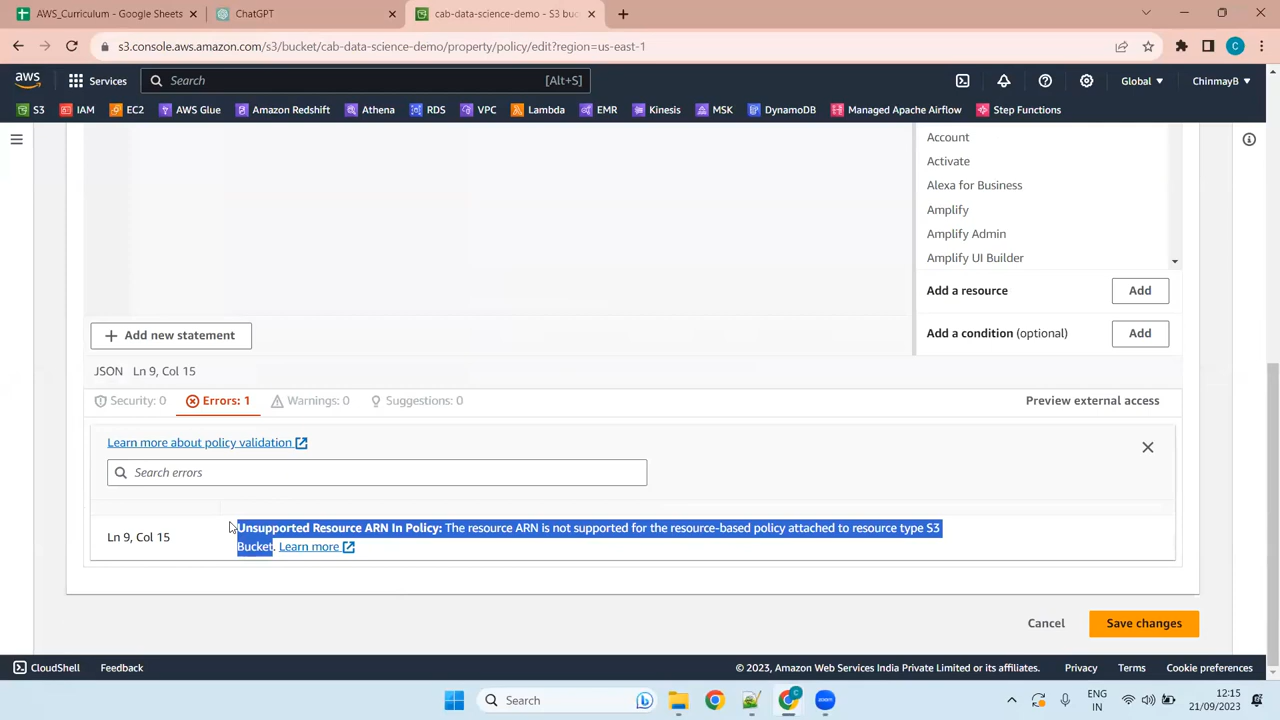 AWS_Curriculum - Google Sheets
ChatGPT
cab-data-science-demo - S3 buc
s3.console.aws.amazon.com/s3/bucket/cab-data-science-demo/property/policy/edit?region=us-east-1
C
aws
Services
Search
[Alt+S]
Global
ChinmayB
S3
IAM
EC2
AWS Glue
Amazon Redshift
Athena
RDS
VPC
Lambda
EMR
Kinesis
MSK
DynamoDB
Managed Apache Airflow
Step Functions
Account
Activate
Alexa for Business
Amplify
Amplify Admin
Amplify UI Builder
Add a resource
Add
Add new statement
Add a condition (optional)
Add
JSON Ln 9, Col 15
Security: 0
Errors: 1
Warnings: 0
Suggestions: 0
Preview external access
Learn more about policy validation
Search errors
Ln 9, Col 15
Unsupported Resource ARN In Policy: The resource ARN is not supported for the resource-based policy attached to resource type S3
Bucket. Learn more
Cancel
Save changes
CloudShell
Feedback
© 2023, Amazon Web Services India Private Limited or its affiliates.
Privacy
Terms
Cookie preferences
Search
zoom
ENG
IN
12:15
21/09/2023